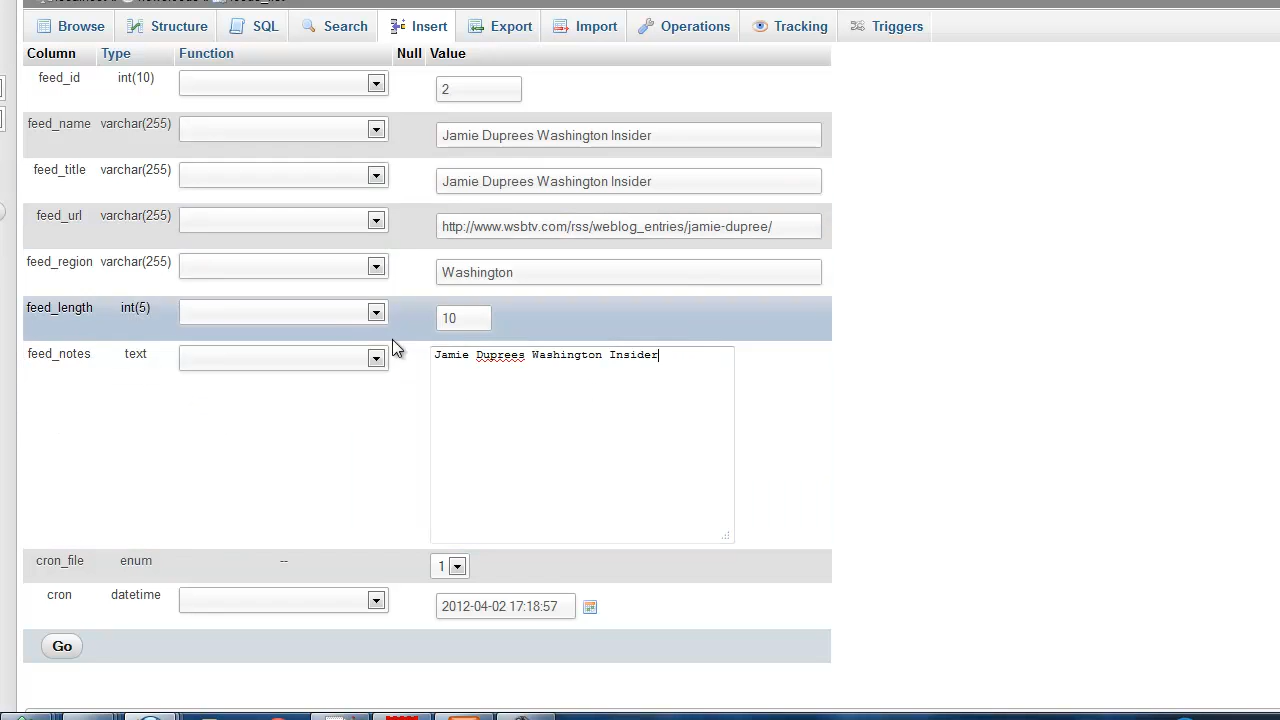 Browse Structure SQL Search Insert Export Import Operations Tracking Triggers
Column Type Function Null Value
feed_id int(10) 2
feed_name varchar(255) Jamie Duprees Washington Insider
feed_title varchar(255) Jamie Duprees Washington Insider
feed_url varchar(255) http://www.wsbtv.com/rss/weblog_entries/jamie-dupree/
feed_region varchar(255) Washington
feed_length int(5) 10
feed_notes text Jamie Duprees Washington Insider
cron_file enum -- 1
cron datetime 2012-04-02 17:18:57
Go